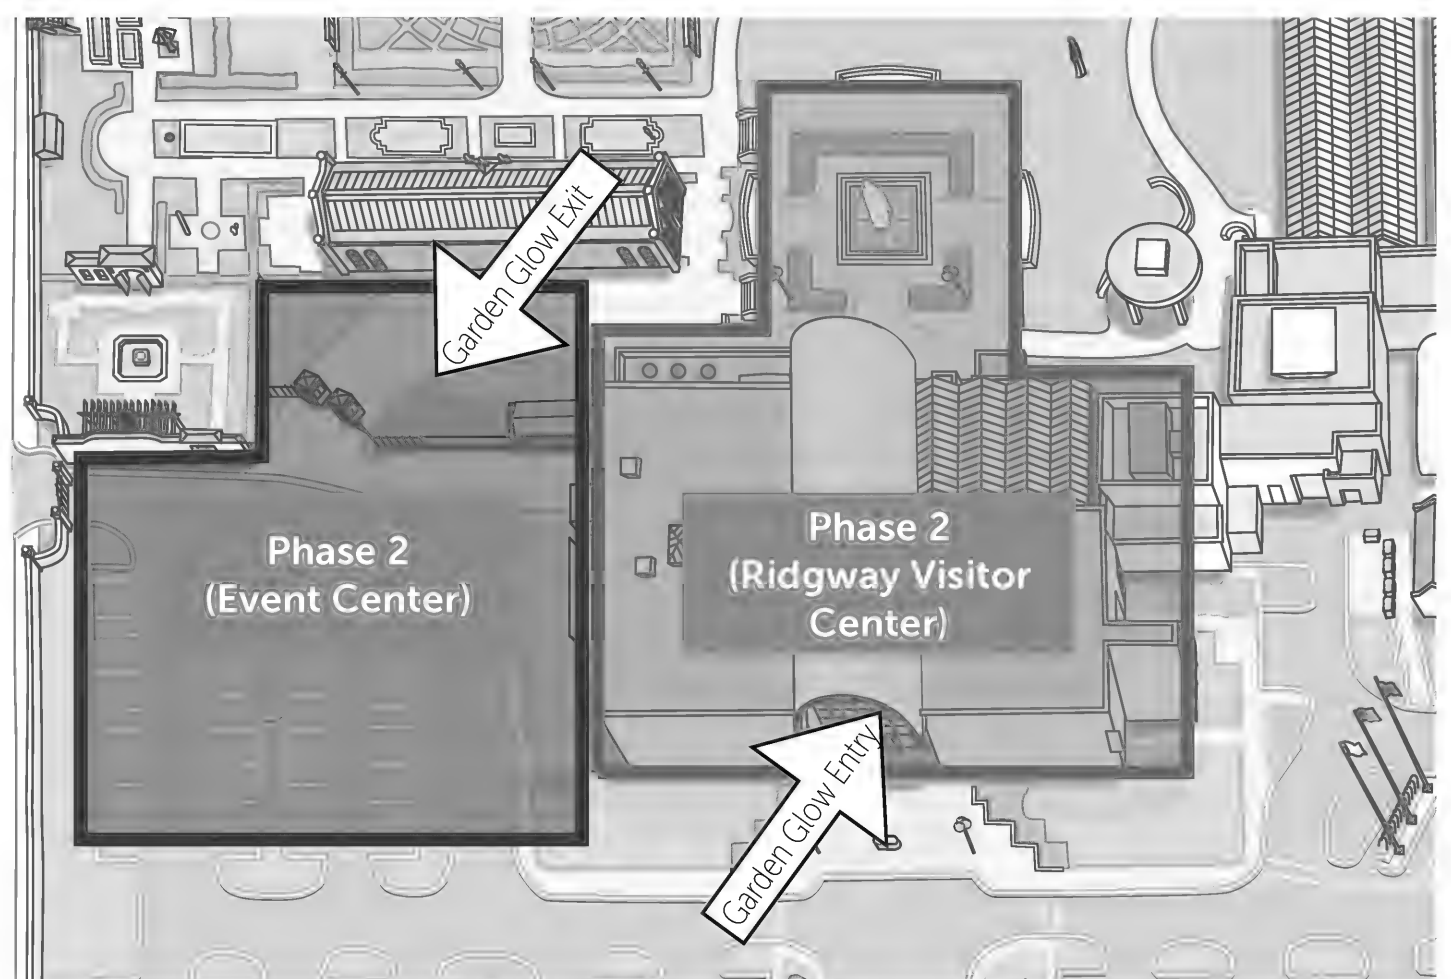 Garden Glow Exit
Phase 2
(Event Center)
Phase 2
(Ridgway Visitor
Center)
Garden Glow Entry